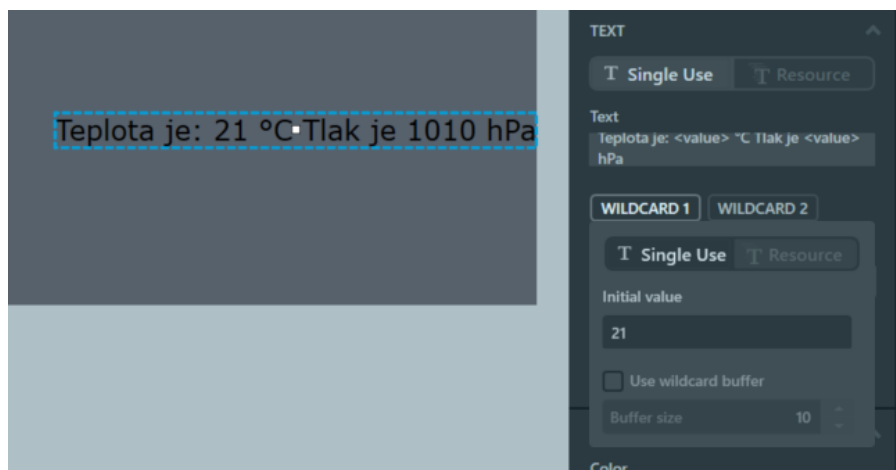 Teplota je: 21 °C Tlak je 1010 hPa
TEXT
T Single Use
T Resource
Text
Teplota je: <value> °C Tlak je <value>
hPa
WILDCARD 1
WILDCARD 2
T Single Use
T Resource
Initial value
21
Use wildcard buffer
Buffer size 10
Color